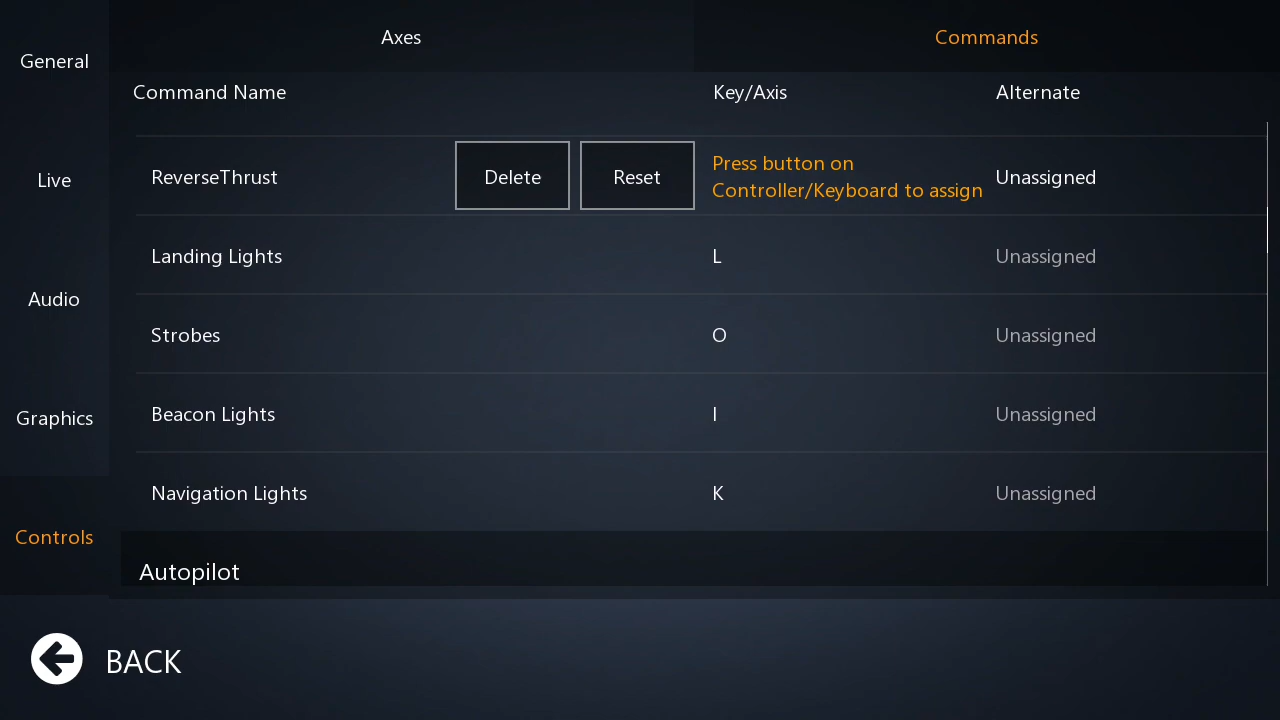 General
Live
Audio
Graphics
Controls
Axes
Commands
Command Name
Key/Axis
Alternate
ReverseThrust
Delete
Reset
Press button on
Controller/Keyboard to assign
Unassigned
Landing Lights
L
Unassigned
Strobes
O
Unassigned
Beacon Lights
I
Unassigned
Navigation Lights
K
Unassigned
Autopilot
BACK